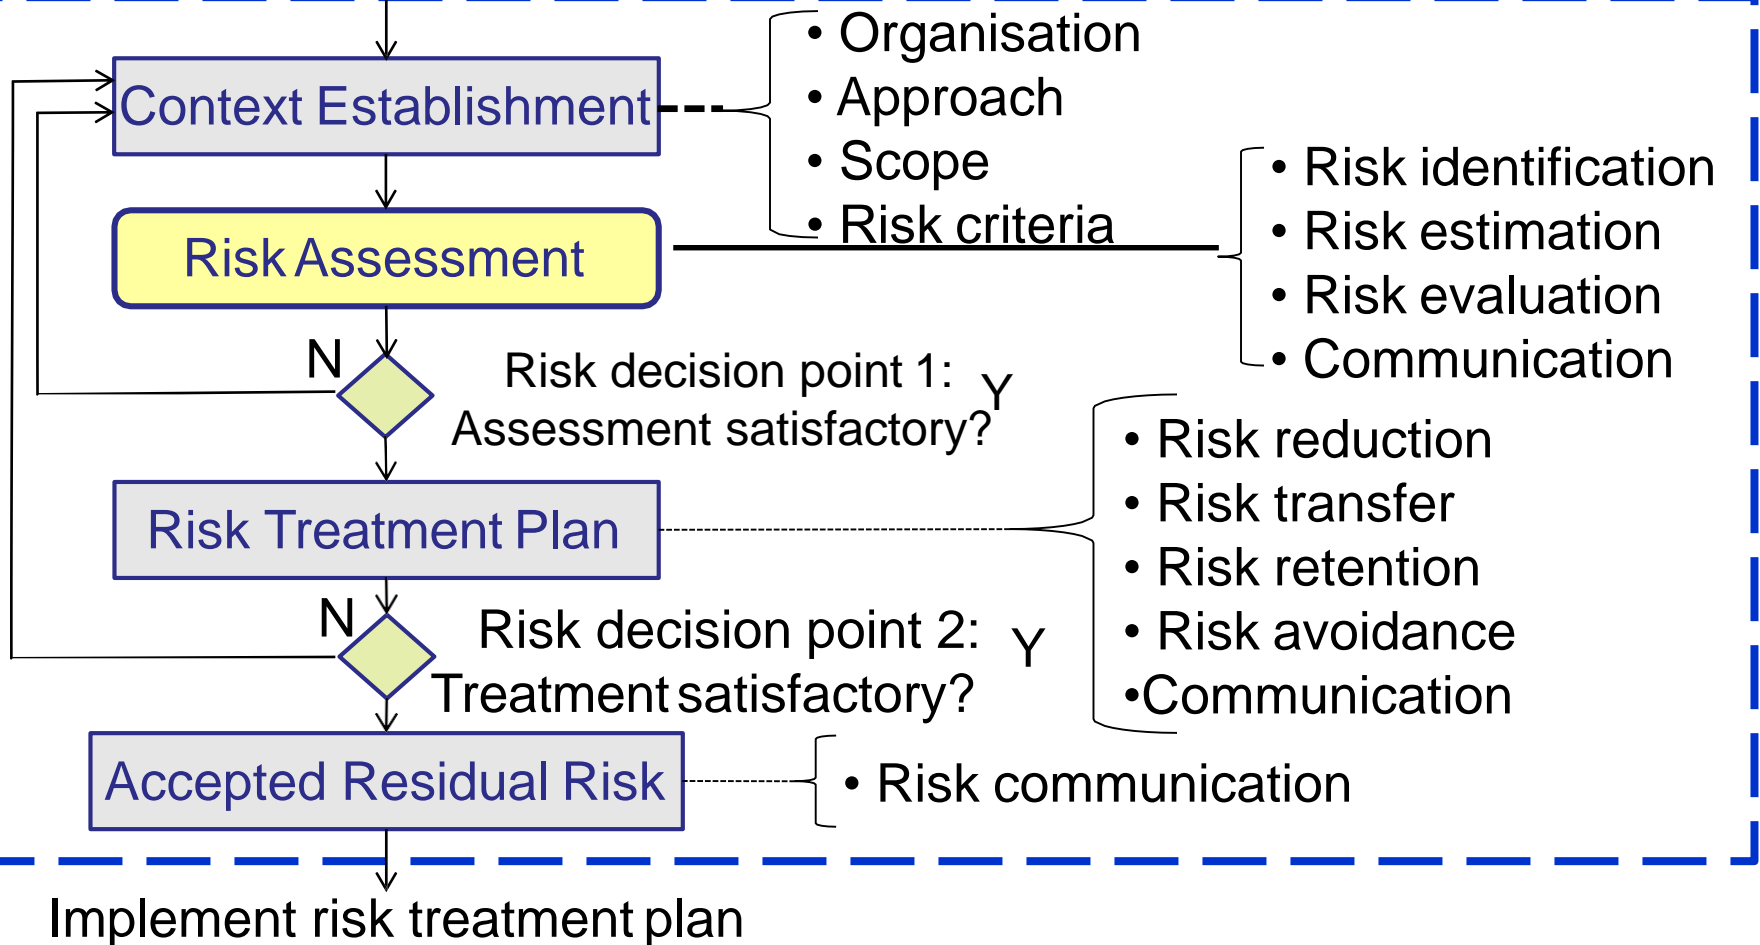 Context Establishment
• Organisation
• Approach
• Scope
• Risk criteria
Risk Assessment
• Risk identification
• Risk estimation
• Risk evaluation
• Communication
N
Risk decision point 1:
Assessment satisfactory?
Y
Risk Treatment Plan
• Risk reduction
• Risk transfer
• Risk retention
• Risk avoidance
•Communication
N
Risk decision point 2:
Treatment satisfactory?
Y
Accepted Residual Risk
• Risk communication
Implement risk treatment plan